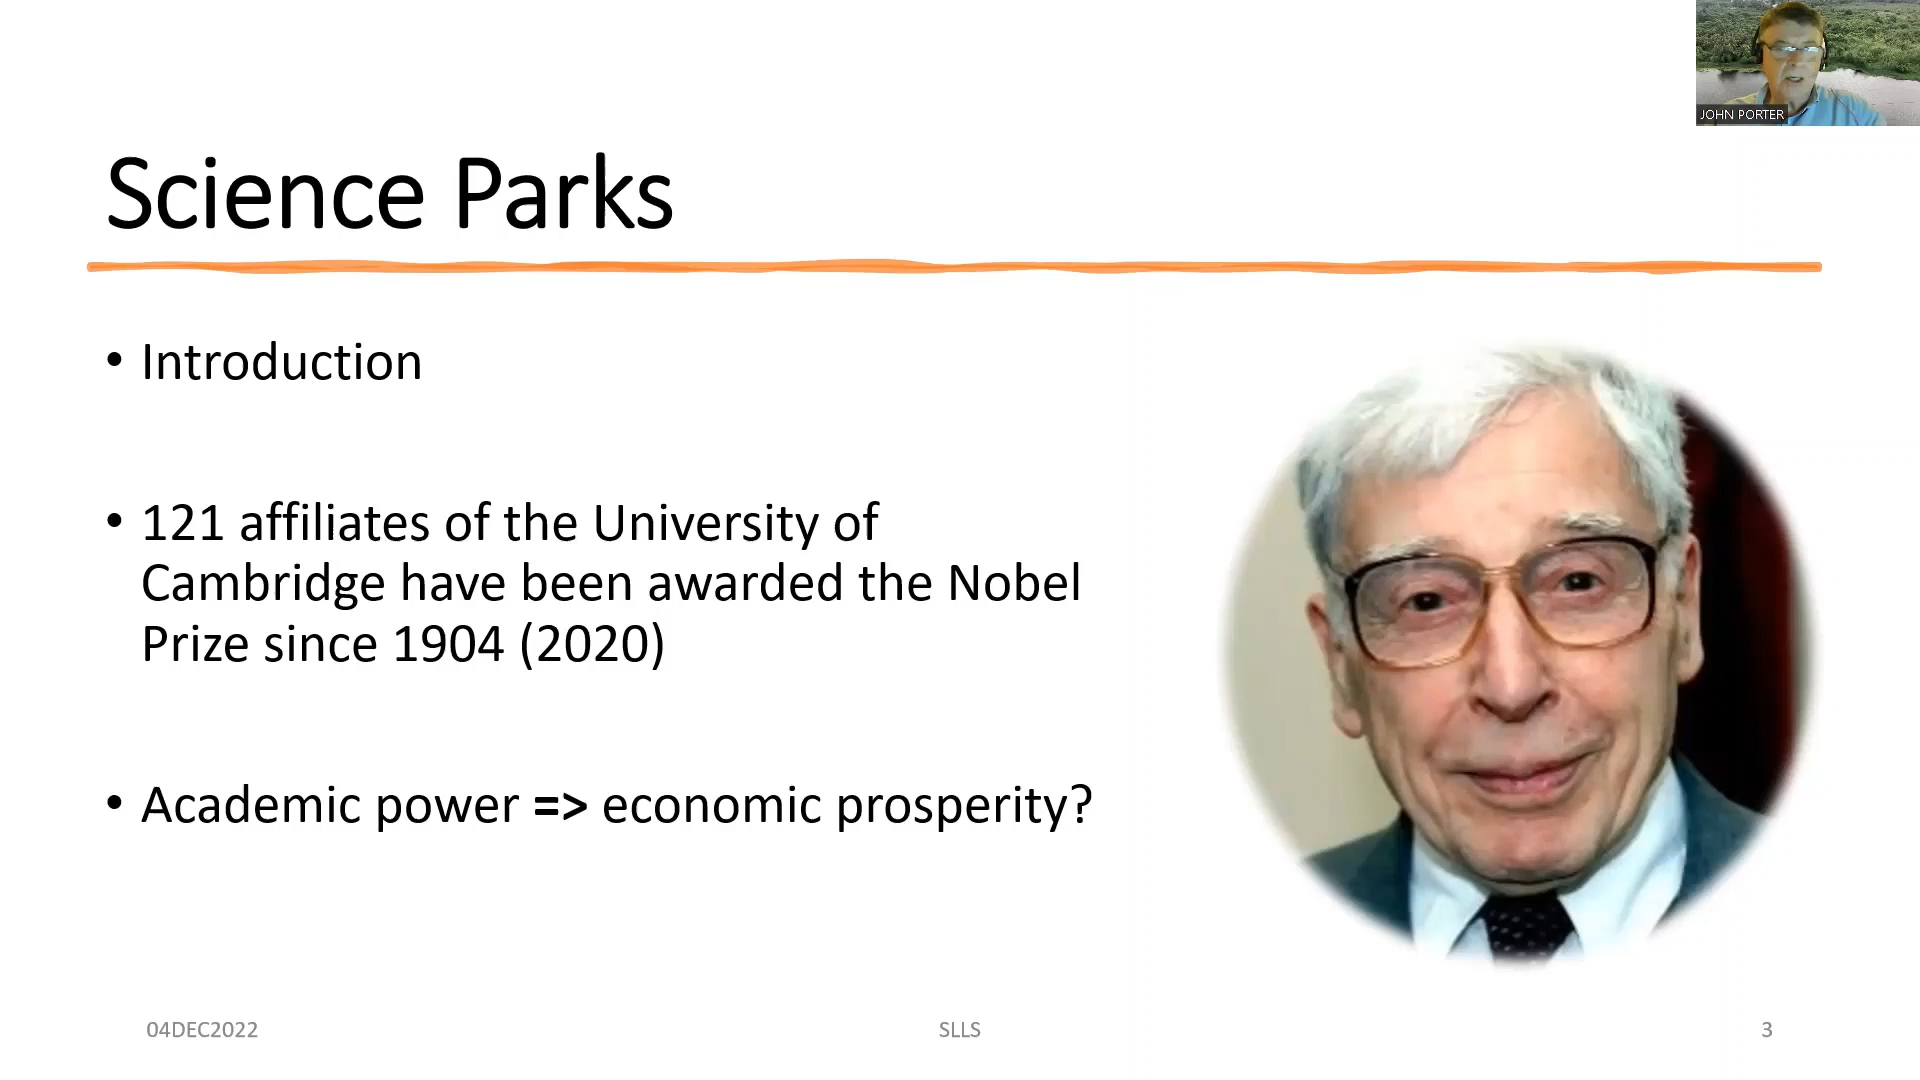 JOHN PORTER
Science Parks
• Introduction
• 121 affiliates of the University of
Cambridge have been awarded the Nobel
Prize since 1904 (2020)
• Academic power => economic prosperity?
04DEC2022
SLLS
3